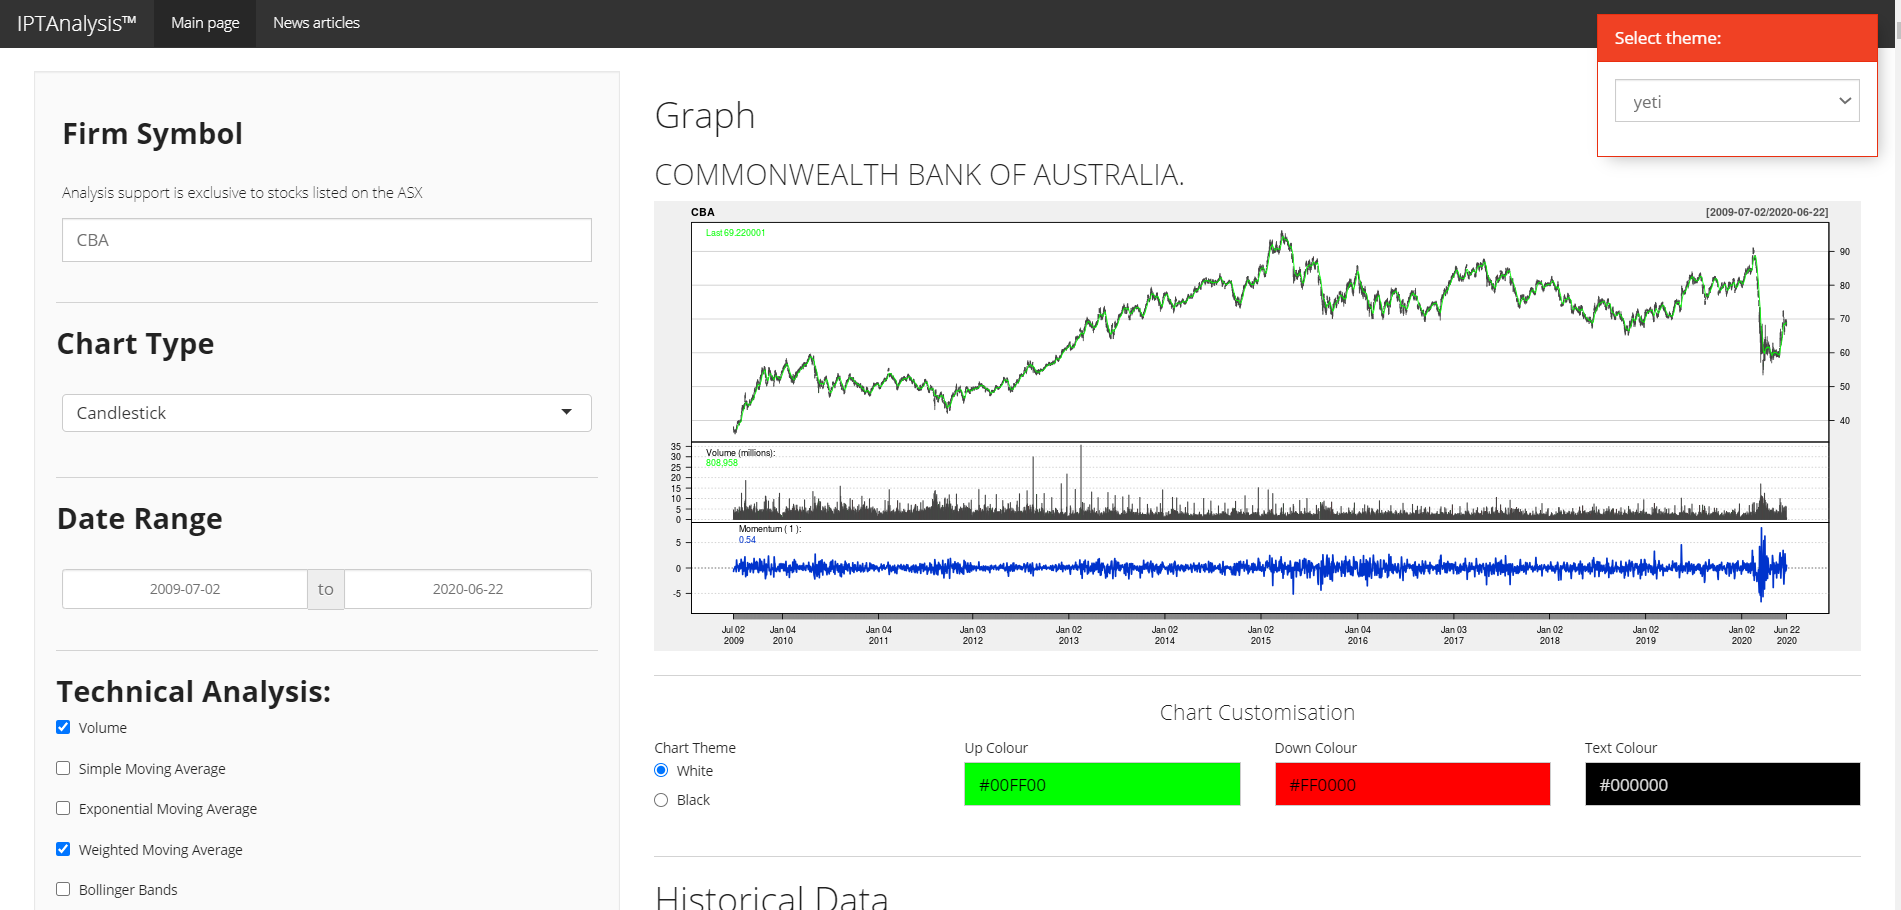 IPTAnalysis™ Main page News articles
Select theme:
yeti
Firm Symbol
Analysis support is exclusive to stocks listed on the ASX
CBA
Chart Type
Candlestick
Date Range
2009-07-02 to 2020-06-22
Technical Analysis:
Volume
Simple Moving Average
Exponential Moving Average
Weighted Moving Average
Bollinger Bands
Graph
COMMONWEALTH BANK OF AUSTRALIA.
CBA [2009-07-02/2020-06-22]
Last 69.220001
90
80
70
60
50
40
Volume (millions):
808,958
35
30
25
20
15
10
5
0
Momentum ( 1 ):
0.54
5
0
-5
Jul 02 Jan 04 Jan 04 Jan 03 Jan 02 Jan 02 Jan 02 Jan 04 Jan 03 Jan 02 Jan 02 Jan 02 Jun 22
2009 2010 2011 2012 2013 2014 2015 2016 2017 2018 2019 2020 2020
Chart Customisation
Chart Theme
White
Black
Up Colour
#00FF00
Down Colour
#FF0000
Text Colour
#000000
Historical Data